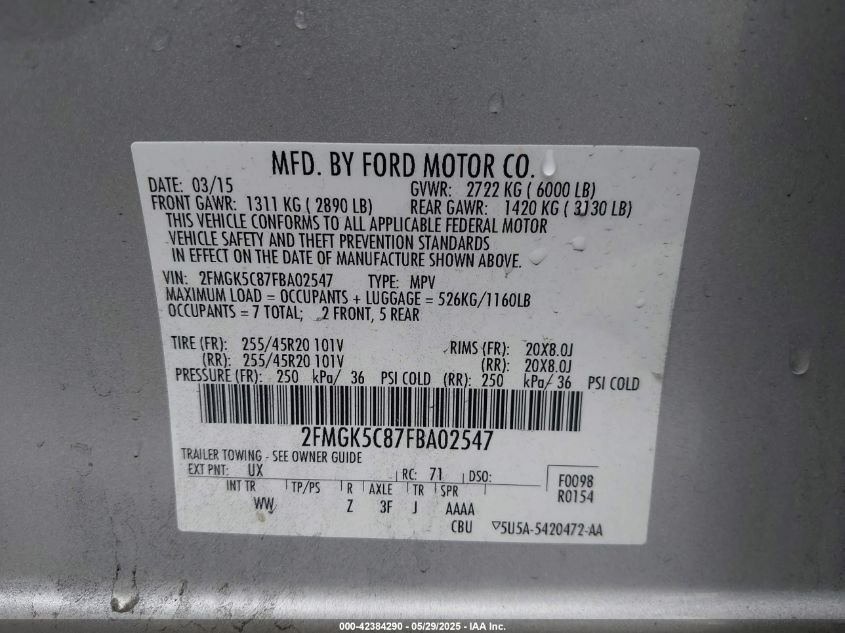 MFD. BY FORD MOTOR CO.
DATE: 03/15 GVWR: 2722 KG ( 6000 LB)
FRONT GAWR: 1311 KG ( 2890 LB) REAR GAWR: 1420 KG ( 3130 LB)
THIS VEHICLE CONFORMS TO ALL APPLICABLE FEDERAL MOTOR
VEHICLE SAFETY AND THEFT PREVENTION STANDARDS
IN EFFECT ON THE DATE OF MANUFACTURE SHOWN ABOVE.
VIN: 2FMGK5C87FBA02547 TYPE: MPV
MAXIMUM LOAD = OCCUPANTS + LUGGAGE = 526KG/1160LB
OCCUPANTS = 7 TOTAL; 2 FRONT, 5 REAR
TIRE (FR): 255/45R20 101V RIMS (FR): 20X8.0J
(RR): 255/45R20 101V (RR): 20X8.0J
PRESSURE (FR): 250 kPa/ 36 PSI COLD (RR): 250 kPa/ 36 PSI COLD
2FMGK5C87FBA02547
TRAILER TOWING - SEE OWNER GUIDE
EXT PNT: UX RC: 71 DSO: F0098
INT TR TP/PS R AXLE TR SPR R0154
WW Z 3F J AAAA
CBU ▽5U5A-5420472-AA
000-42384290 - 05/29/2025 - IAA Inc.